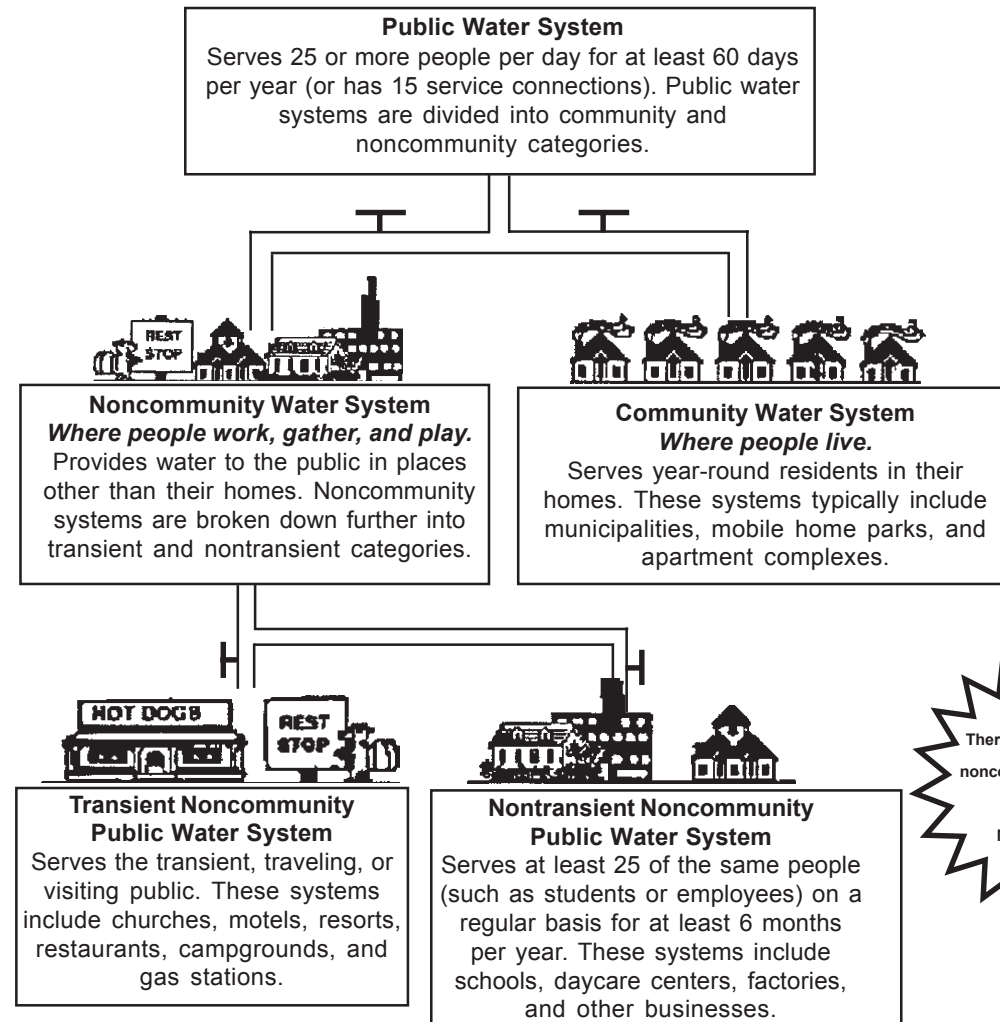 Public Water System
Serves 25 or more people per day for at least 60 days
per year (or has 15 service connections). Public water
systems are divided into community and
noncommunity categories.
REST
STOP
Noncommunity Water System
Where people work, gather, and play.
Provides water to the public in places
other than their homes. Noncommunity
systems are broken down further into
transient and nontransient categories.
Community Water System
Where people live.
Serves year-round residents in their
homes. These systems typically include
municipalities, mobile home parks, and
apartment complexes.
HOT DOGS
REST
STOP
Transient Noncommunity
Public Water System
Serves the transient, traveling, or
visiting public. These systems
include churches, motels, resorts,
restaurants, campgrounds, and
gas stations.
Nontransient Noncommunity
Public Water System
Serves at least 25 of the same people
(such as students or employees) on a
regular basis for at least 6 months
per year. These systems include
schools, daycare centers, factories,
and other businesses.